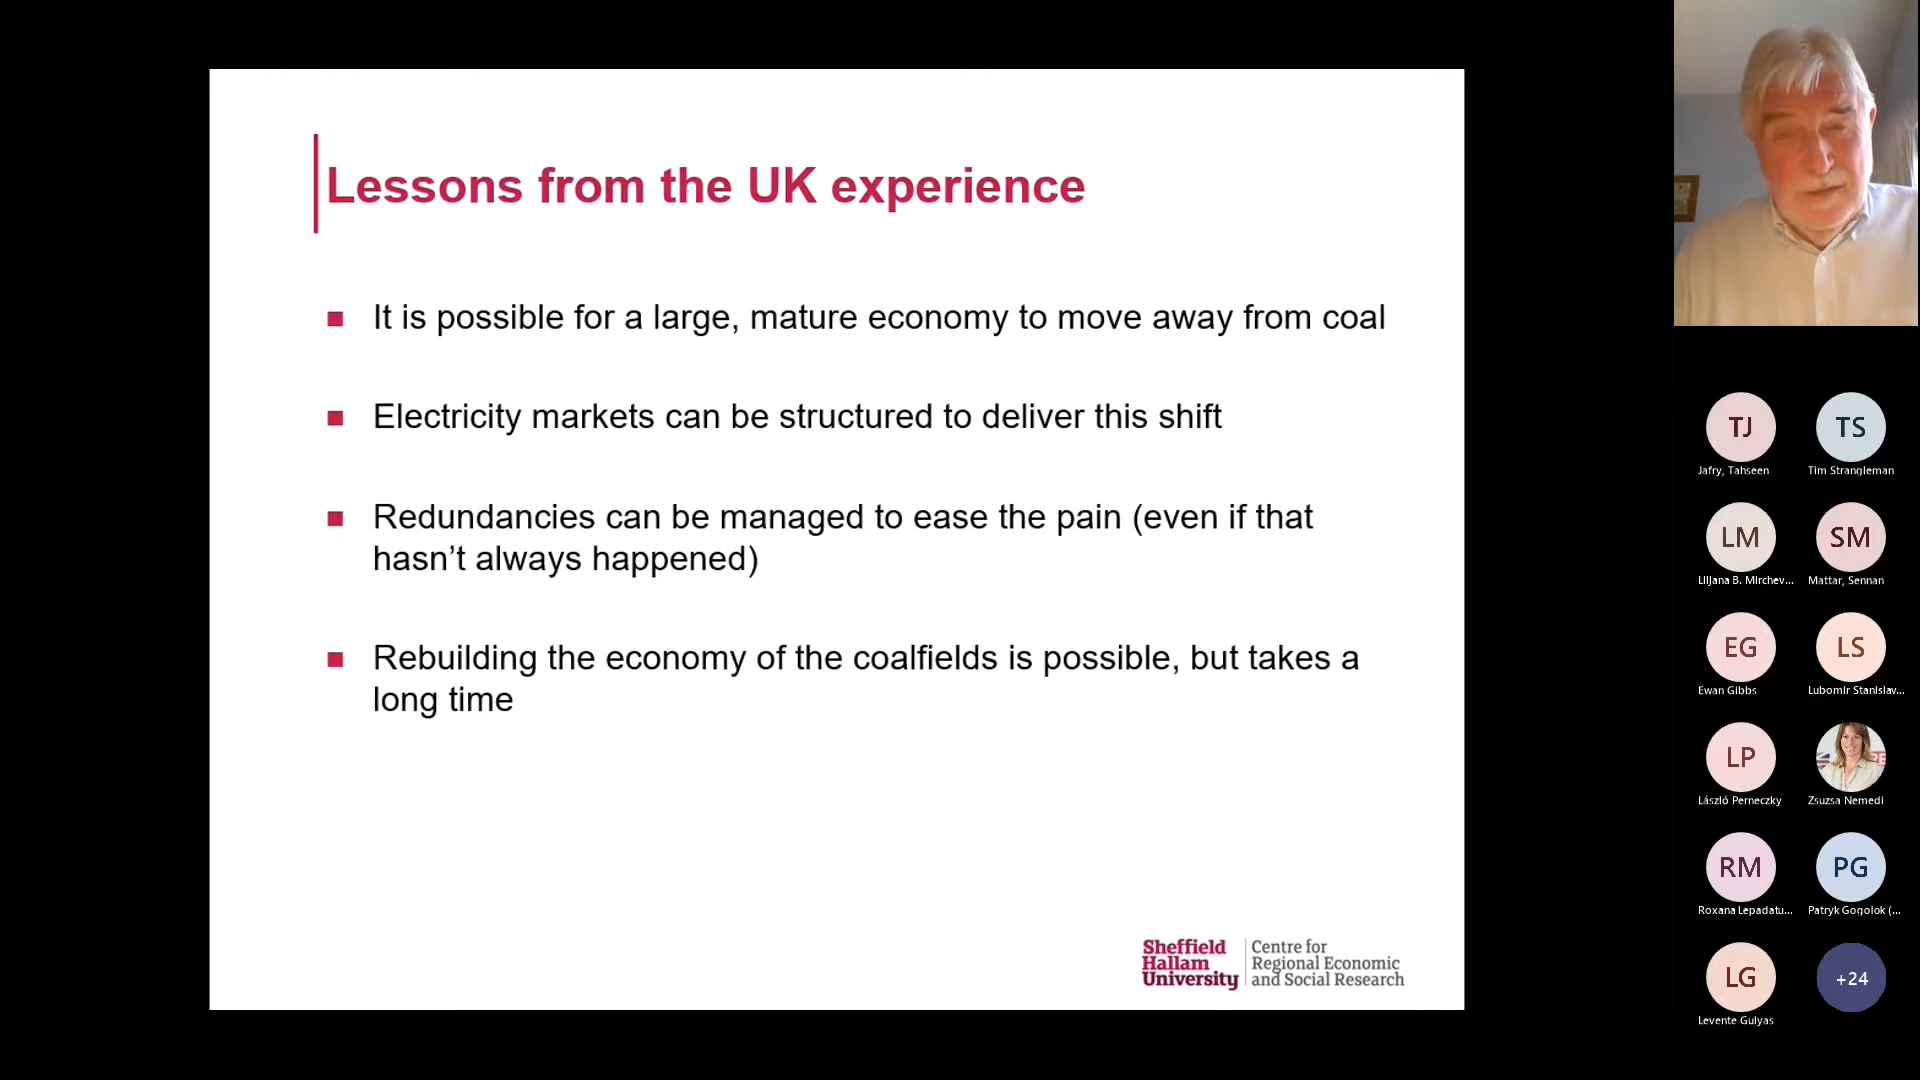 Lessons from the UK experience
It is possible for a large, mature economy to move away from coal
Electricity markets can be structured to deliver this shift
Redundancies can be managed to ease the pain (even if that
hasn’t always happened)
Rebuilding the economy of the coalfields is possible, but takes a
long time
Sheffield
Hallam
University
Centre for
Regional Economic
and Social Research
TJ
Jafry, Tahseen
TS
Tim Strangleman
LM
Liljana B. Mirchev...
SM
Mattar, Sennan
EG
Ewan Gibbs
LS
Lubomir Stanislav...
LP
László Perneczky
Zsuzsa Nemedi
RM
Roxana Lepadatu...
PG
Patryk Gogolok (...
LG
Levente Gulyas
+24